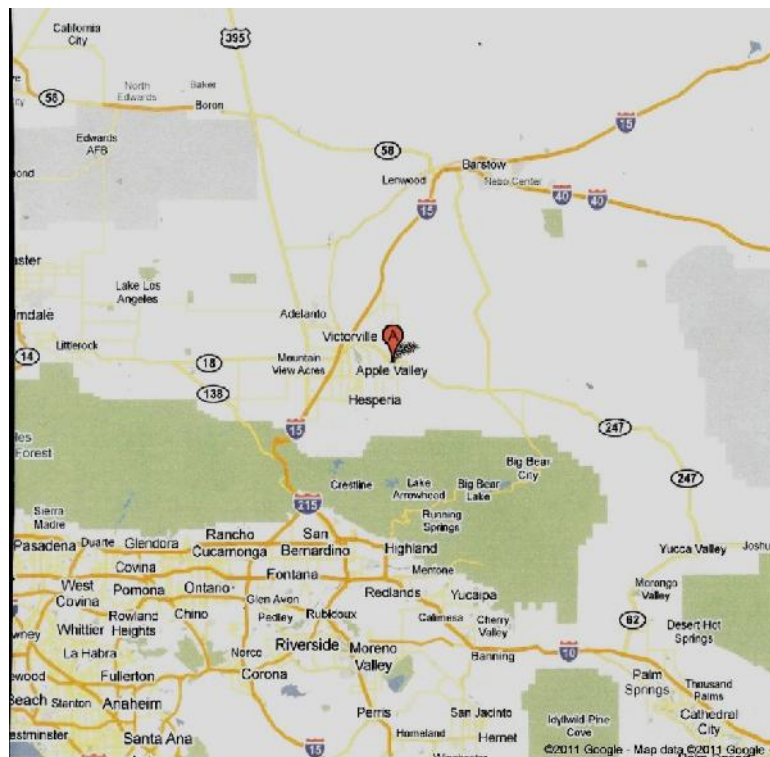 California
City
395
North
Edwards
Baker
58
Boron
15
Edwards
AFB
58
Barstow
Lenwood
Nebo Center
40
40
15
Lake Los
Angeles
Adelanto
Victorville
A
Littlerock
14
18
Mountain
View Acres
Apple Valley
138
Hesperia
15
247
Forest
Big Bear
City
247
Crestline
Lake
Arrowhead
Big Bear
Lake
215
Running
Springs
Sierra
Madre
Pasadena
Duarte
Glendora
Rancho
Cucamonga
San
Bernardino
Highland
Yucca Valley
Covina
Fontana
Mentone
West
Covina
Pomona
Ontario
Redlands
Yucaipa
Morongo
Valley
Glen Avon
Rowland
Heights
Chino
Pedley
Rubidoux
Calimesa
Cherry
Valley
62
Desert Hot
Springs
Whittier
La Habra
Norco
Riverside
Moreno
Valley
Banning
10
Fullerton
Corona
Palm
Springs
Thousand
Palms
Beach
Stanton
Anaheim
Perris
San Jacinto
Idyllwild-Pine
Cove
Cathedral
City
Santa Ana
15
Homeland
Hemet
©2011 Google - Map data ©2011 Google -